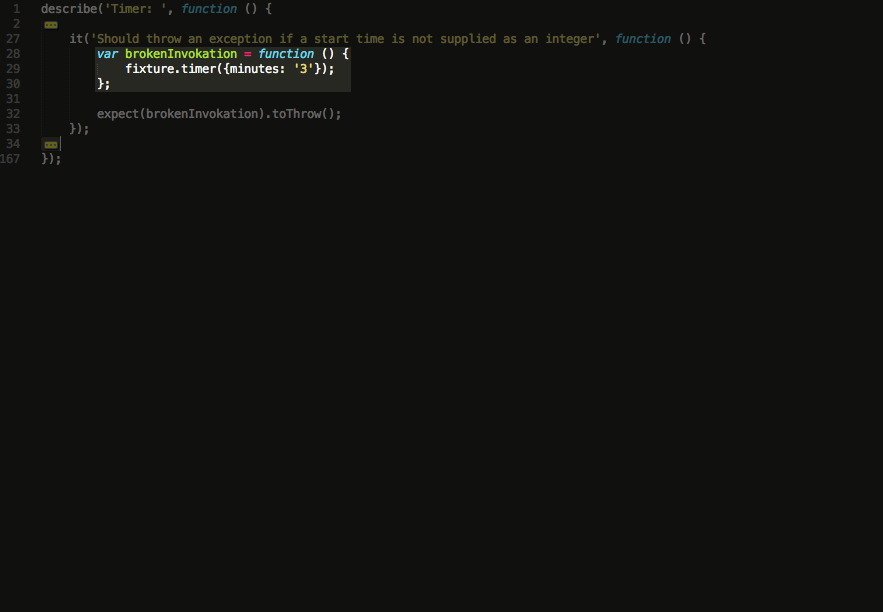 1 describe('Timer: ', function () {
2
27 it('Should throw an exception if a start time is not supplied as an integer', function () {
28 var brokenInvokation = function () {
29 fixture.timer({minutes: '3'});
30 };
31
32 expect(brokenInvokation).toThrow();
33 });
34
167 });